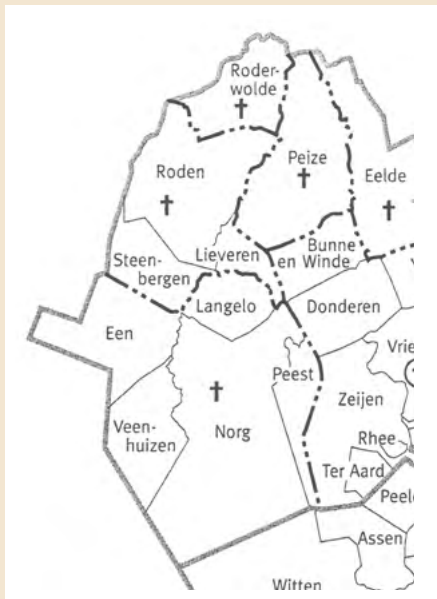 Roder-
wolde
Roden
Peize
Eelde
Steen-
bergen
Lieveren
Bunne
en Winde
Langelo
Donderen
Een
Vrie
Peest
Zeijen
Veen-
huizen
Norg
Rhee
Ter Aard
Peel
Assen
Witten